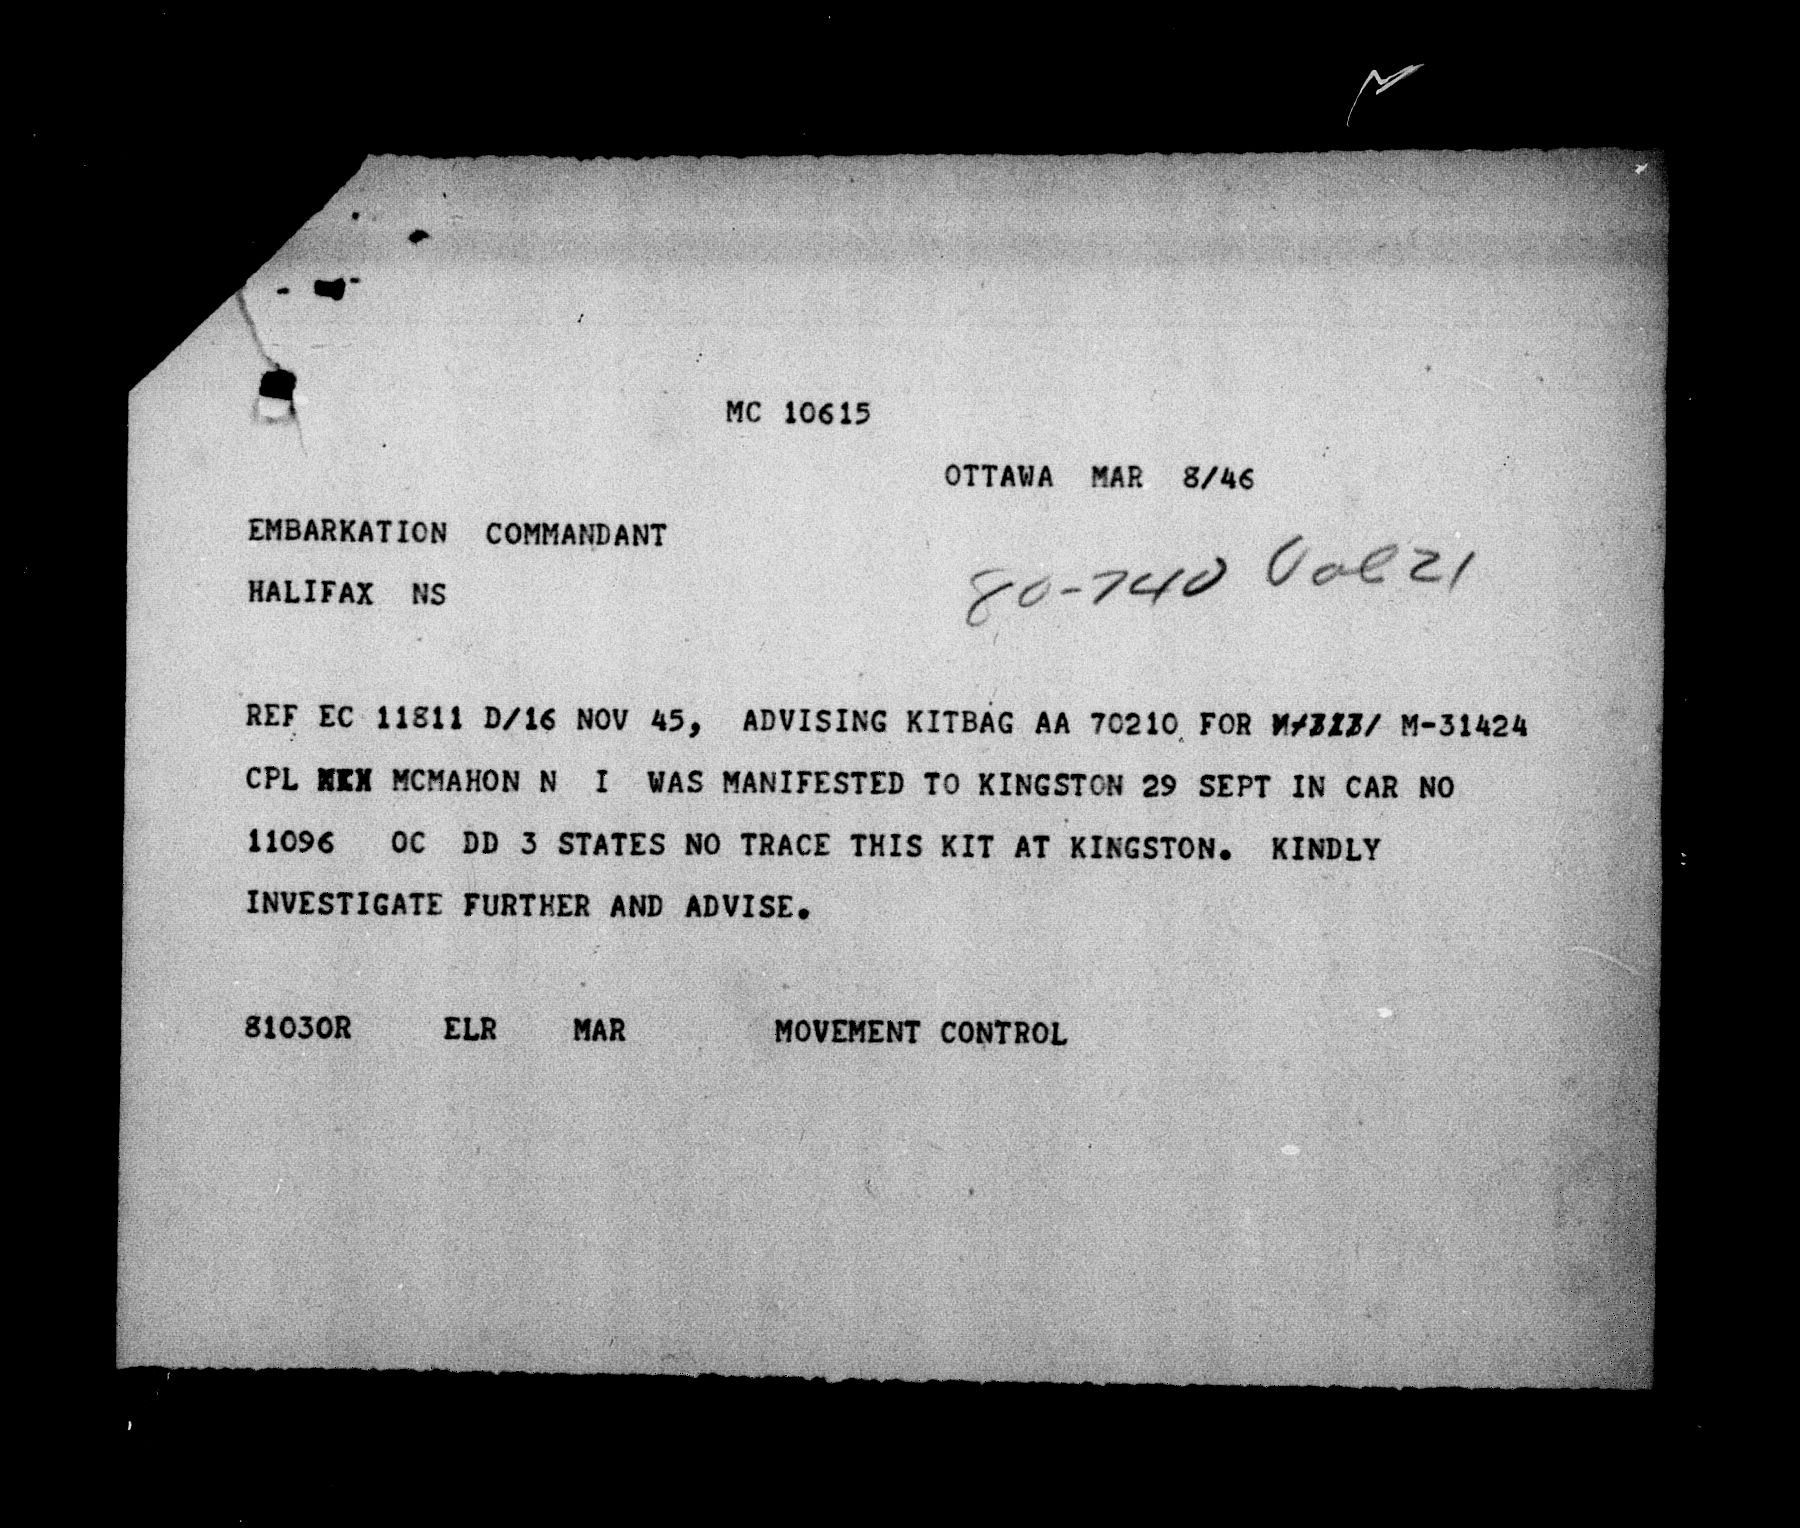 MC 10615
OTTAWA MAR 8/46
EMBARKATION COMMANDANT
80-740 Vol 21
HALIFAX NS
REF EC 11811 D/16 NOV 45, ADVISING KITBAG AA 70210 FOR M-31424
CPL MCMAHON N I WAS MANIFESTED TO KINGSTON 29 SEPT IN CAR NO
11096 OC DD 3 STATES NO TRACE THIS KIT AT KINGSTON. KINDLY
INVESTIGATE FURTHER AND ADVISE.
81030R ELR MAR MOVEMENT CONTROL